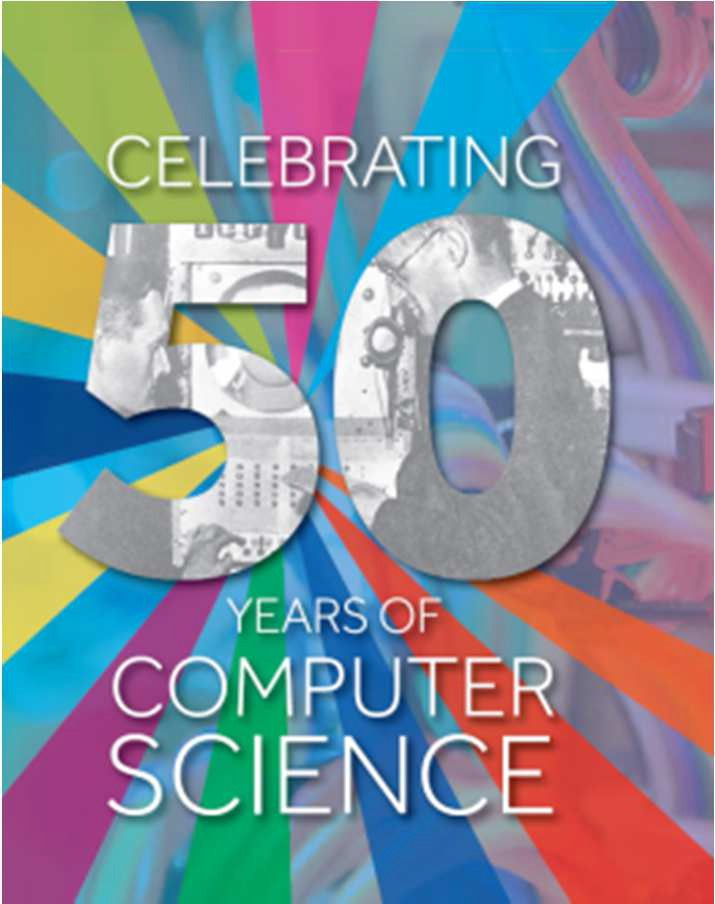 CELEBRATING
50
YEARS OF
COMPUTER
SCIENCE